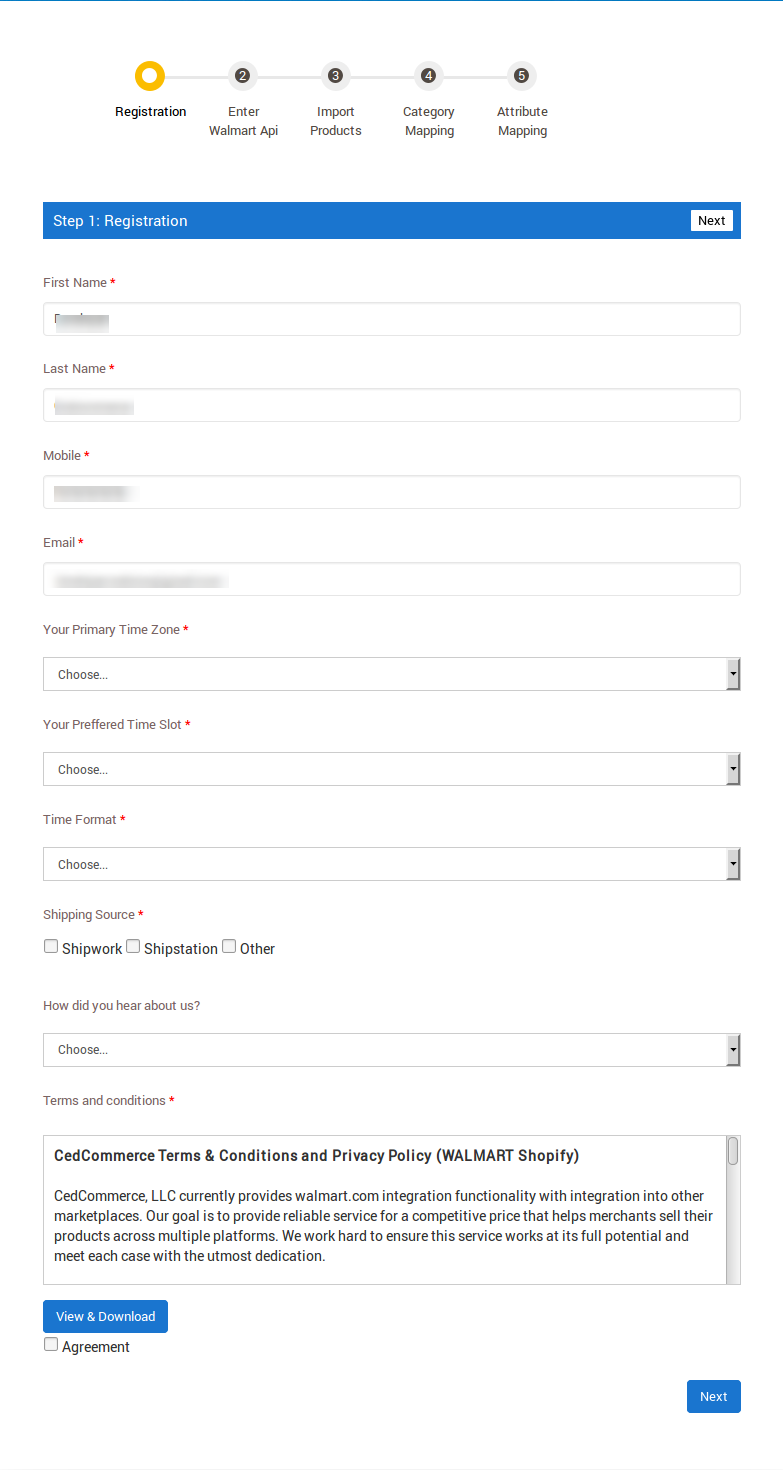 2 3 4 5
Registration Enter Import Category Attribute
Walmart Api Products Mapping Mapping
Step 1: Registration Next
First Name *
Last Name *
Mobile *
Email *
Your Primary Time Zone *
Choose...
Your Preffered Time Slot *
Choose...
Time Format *
Choose...
Shipping Source *
Shipwork Shipstation Other
How did you hear about us?
Choose...
Terms and conditions *
CedCommerce Terms & Conditions and Privacy Policy (WALMART Shopify)
CedCommerce, LLC currently provides walmart.com integration functionality with integration into other
marketplaces. Our goal is to provide reliable service for a competitive price that helps merchants sell their
products across multiple platforms. We work hard to ensure this service works at its full potential and
meet each case with the utmost dedication.
View & Download
Agreement
Next